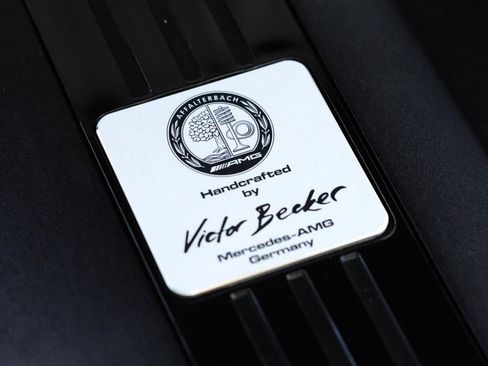 AFFALTERBACH
AMG
Handcrafted
by
Victor Becker
Mercedes-AMG
Germany